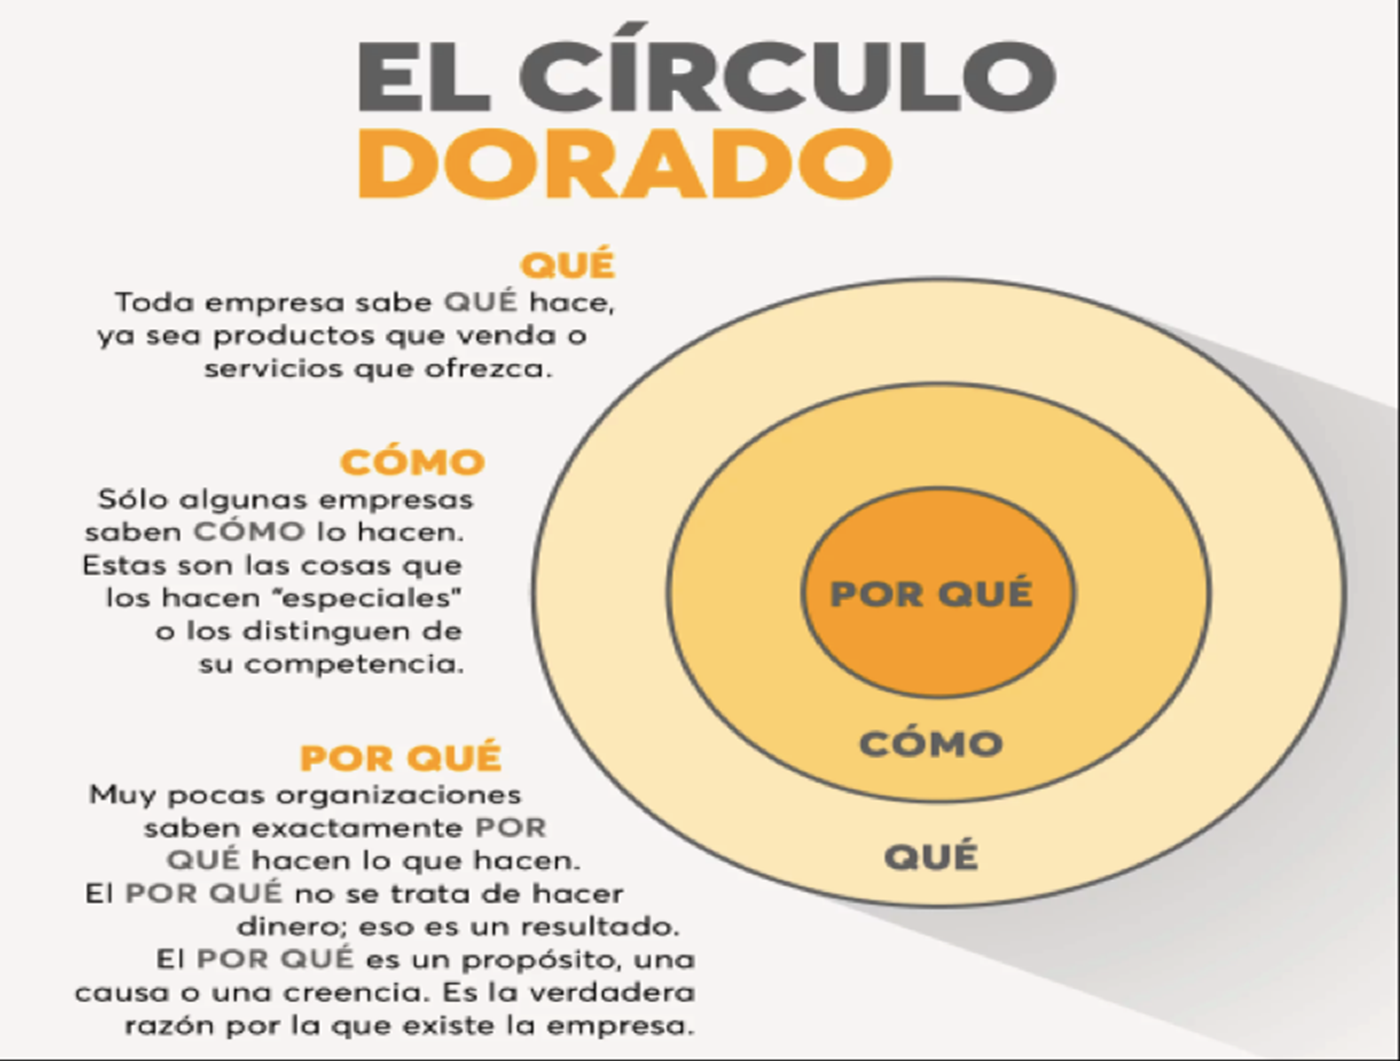 EL CÍRCULO
DORADO
QUÉ
Toda empresa sabe QUÉ hace,
ya sea productos que venda o
servicios que ofrezca.
CÓMO
Sólo algunas empresas
saben CÓMO lo hacen.
Estas son las cosas que
los hacen "especiales"
o los distinguen de
su competencia.
POR QUÉ
Muy pocas organizaciones
saben exactamente POR
QUÉ hacen lo que hacen.
El POR QUÉ no se trata de hacer
dinero; eso es un resultado.
El POR QUÉ es un propósito, una
causa o una creencia. Es la verdadera
razón por la que existe la empresa.
POR QUÉ
CÓMO
QUÉ